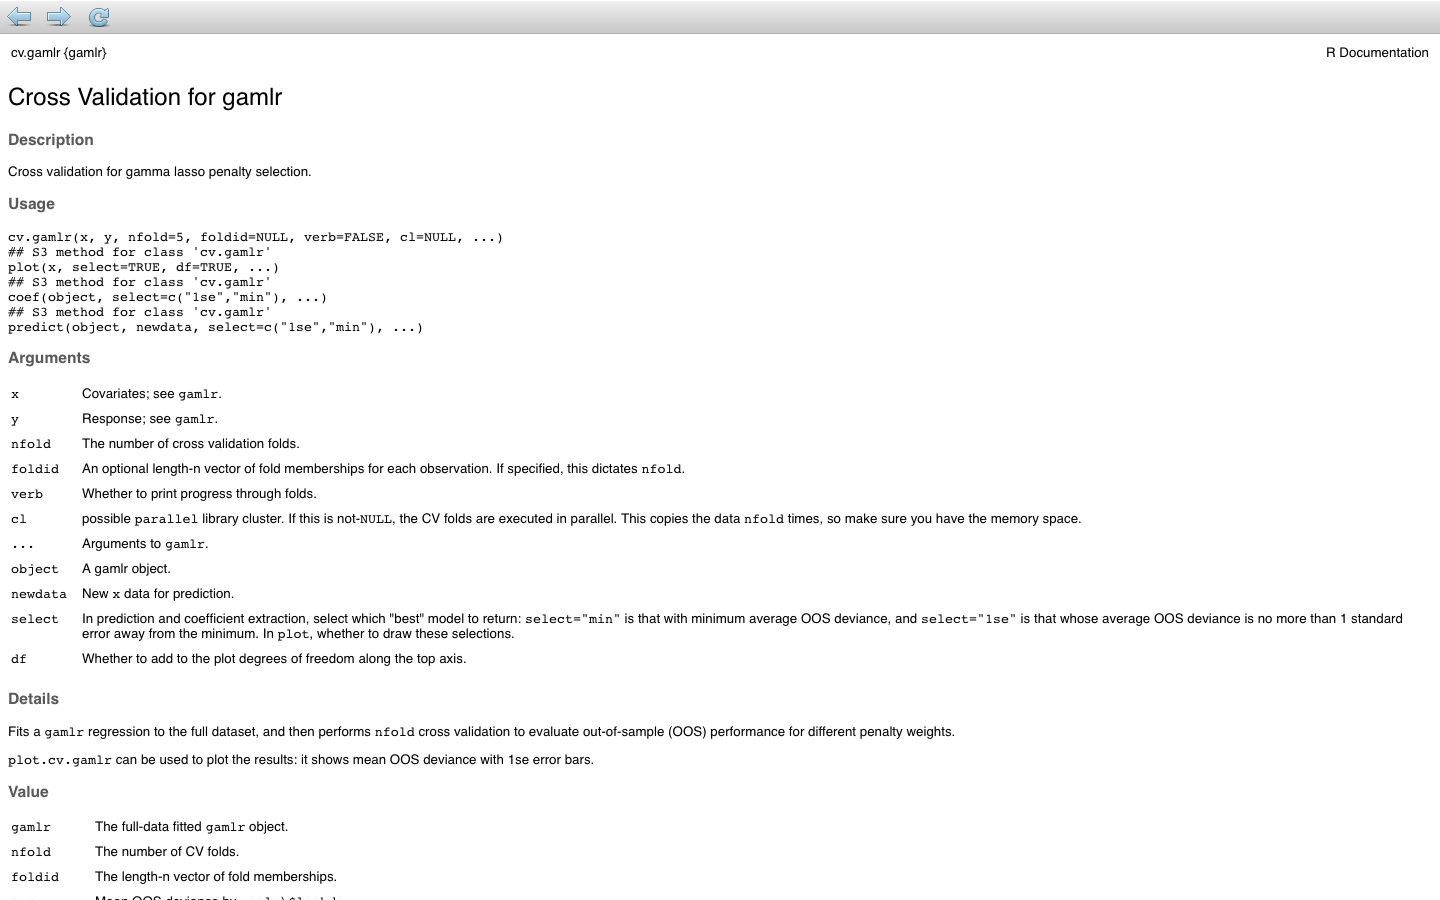 cv.gamlr {gamlr} R Documentation
Cross Validation for gamlr
Description
Cross validation for gamma lasso penalty selection.
Usage
cv.gamlr(x, y, nfold=5, foldid=NULL, verb=FALSE, cl=NULL, ...)
## S3 method for class 'cv.gamlr'
plot(x, select=TRUE, df=TRUE, ...)
## S3 method for class 'cv.gamlr'
coef(object, select=c("1se","min"), ...)
## S3 method for class 'cv.gamlr'
predict(object, newdata, select=c("1se","min"), ...)
Arguments
x Covariates; see gamlr.
y Response; see gamlr.
nfold The number of cross validation folds.
foldid An optional length-n vector of fold memberships for each observation. If specified, this dictates nfold.
verb Whether to print progress through folds.
cl possible parallel library cluster. If this is not-NULL, the CV folds are executed in parallel. This copies the data nfold times, so make sure you have the memory space.
... Arguments to gamlr.
object A gamlr object.
newdata New x data for prediction.
select In prediction and coefficient extraction, select which "best" model to return: select="min" is that with minimum average OOS deviance, and select="1se" is that whose average OOS deviance is no more than 1 standard
error away from the minimum. In plot, whether to draw these selections.
df Whether to add to the plot degrees of freedom along the top axis.
Details
Fits a gamlr regression to the full dataset, and then performs nfold cross validation to evaluate out-of-sample (OOS) performance for different penalty weights.
plot.cv.gamlr can be used to plot the results: it shows mean OOS deviance with 1se error bars.
Value
gamlr The full-data fitted gamlr object.
nfold The number of CV folds.
foldid The length-n vector of fold memberships.
Mean OOS deviance by